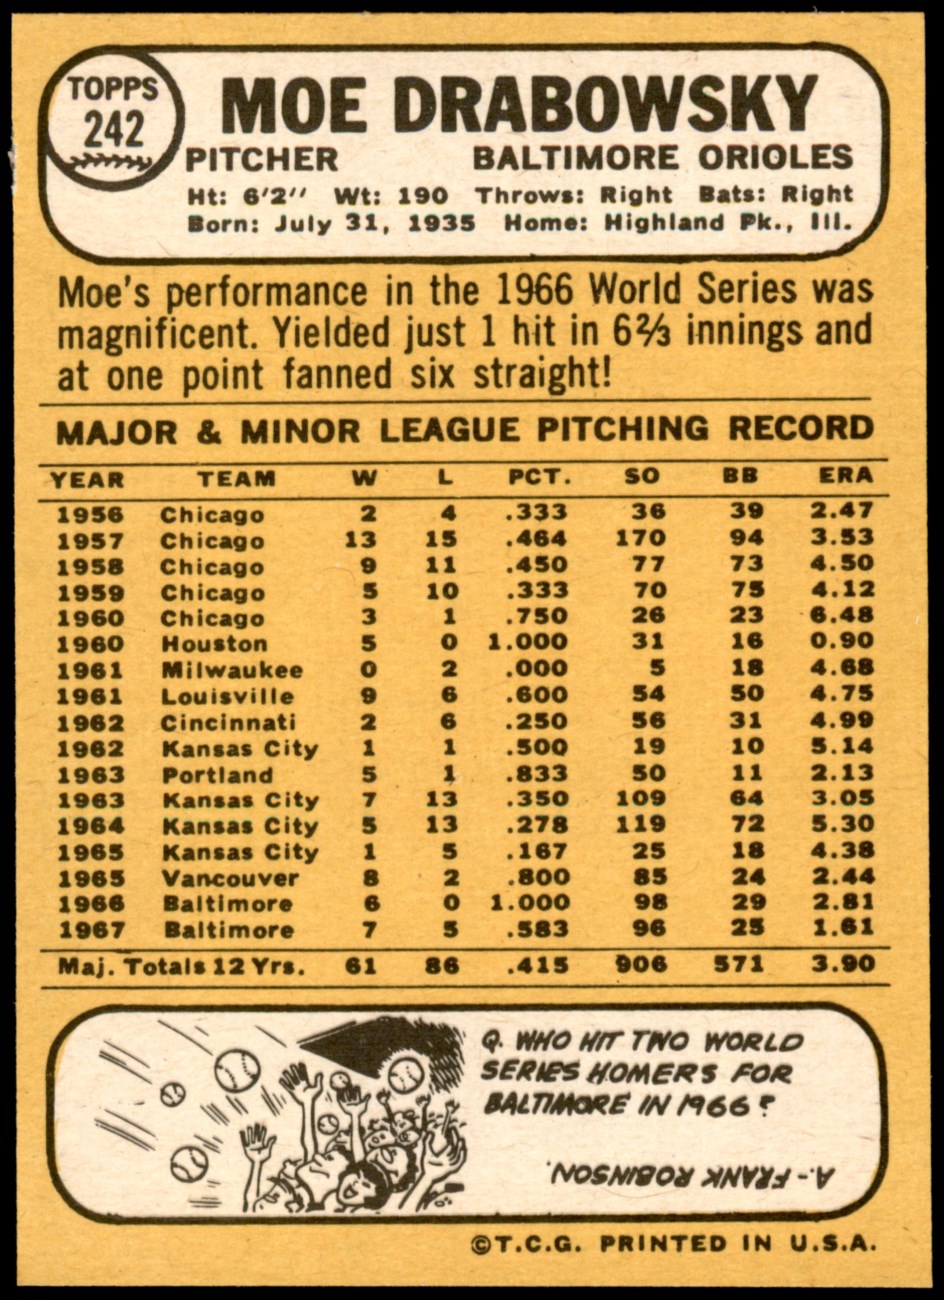 TOPPS
242
MOE DRABOWSKY
PITCHER BALTIMORE ORIOLES
Ht: 6'2'' Wt: 190 Throws: Right Bats: Right
Born: July 31, 1935 Home: Highland Pk., Ill.
Moe's performance in the 1966 World Series was
magnificent. Yielded just 1 hit in 6⅔ innings and
at one point fanned six straight!
MAJOR & MINOR LEAGUE PITCHING RECORD
YEAR TEAM W L PCT. SO BB ERA
1956 Chicago 2 4 .333 36 39 2.47
1957 Chicago 13 15 .464 170 94 3.53
1958 Chicago 9 11 .450 77 73 4.50
1959 Chicago 5 10 .333 70 75 4.12
1960 Chicago 3 1 .750 26 23 6.48
1960 Houston 5 0 1.000 31 16 0.90
1961 Milwaukee 0 2 .000 5 18 4.68
1961 Louisville 9 6 .600 54 50 4.75
1962 Cincinnati 2 6 .250 56 31 4.99
1962 Kansas City 1 1 .500 19 10 5.14
1963 Portland 5 1 .833 50 11 2.13
1963 Kansas City 7 13 .350 109 64 3.05
1964 Kansas City 5 13 .278 119 72 5.30
1965 Kansas City 1 5 .167 25 18 4.38
1965 Vancouver 8 2 .800 85 24 2.44
1966 Baltimore 6 0 1.000 98 29 2.81
1967 Baltimore 7 5 .583 96 25 1.61
Maj. Totals 12 Yrs. 61 86 .415 906 571 3.90
Q. WHO HIT TWO WORLD
SERIES HOMERS FOR
BALTIMORE IN 1966?
A.- FRANK ROBINSON.
©T.C.G. PRINTED IN U.S.A.